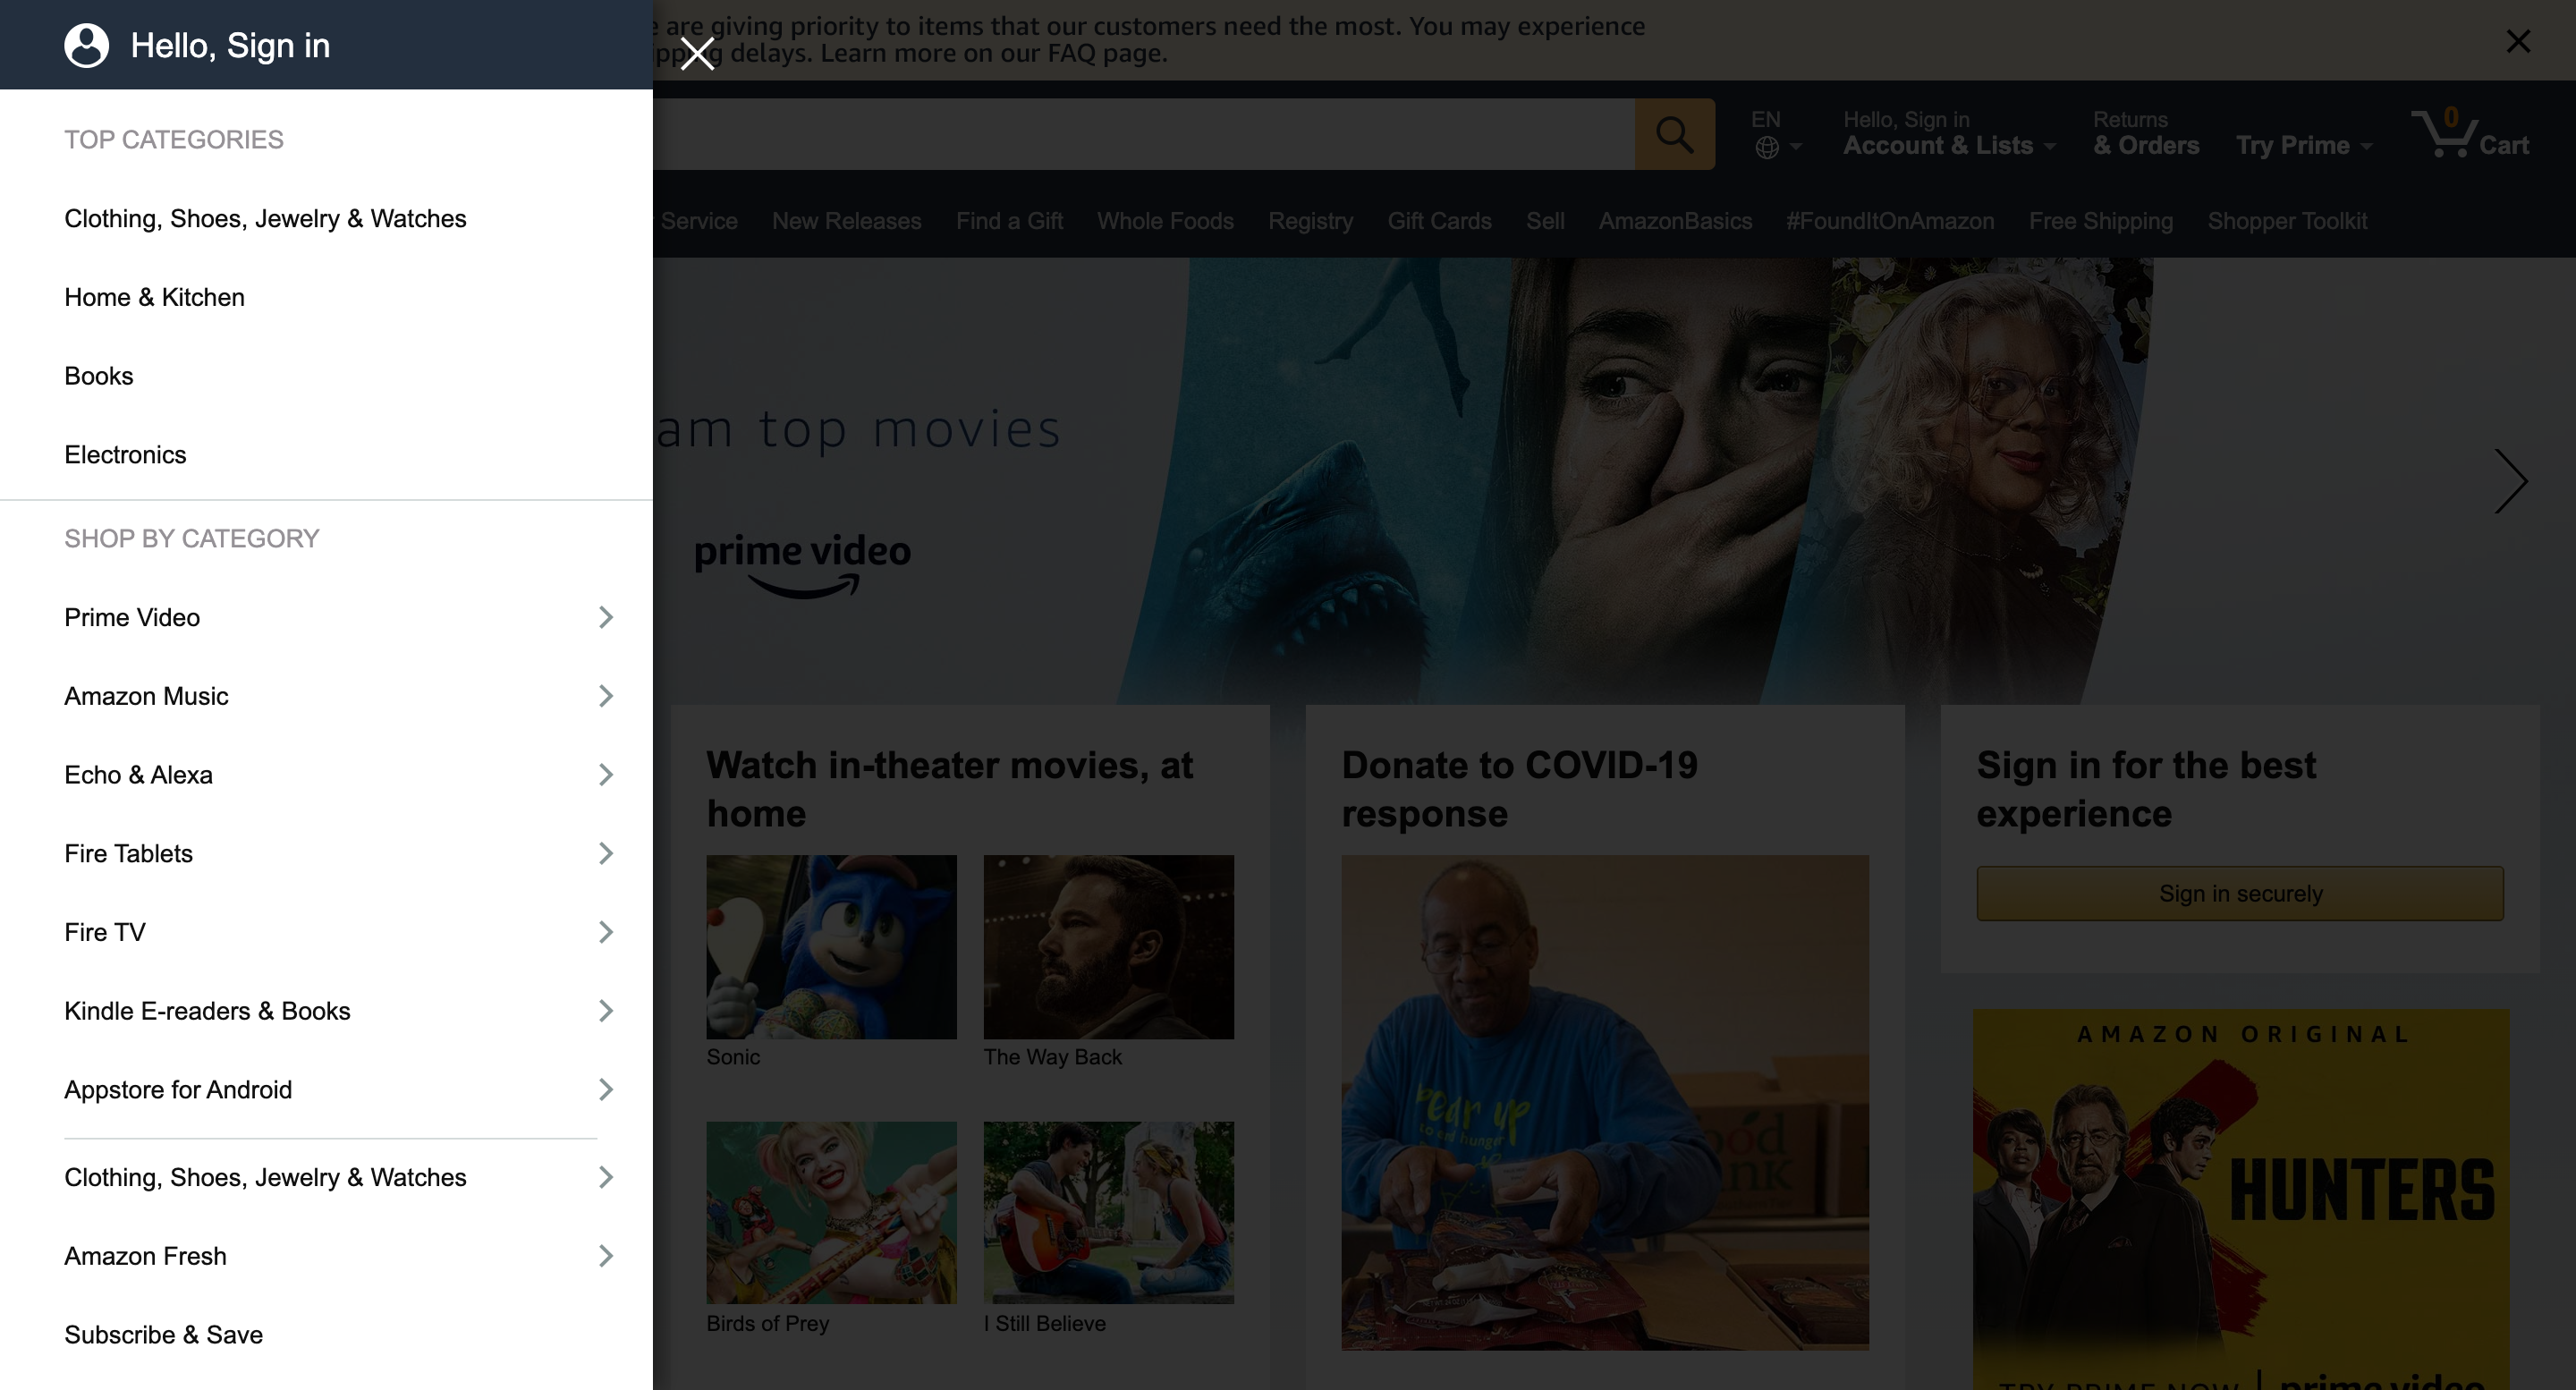 Hello, Sign in
TOP CATEGORIES
Clothing, Shoes, Jewelry & Watches
Home & Kitchen
Books
Electronics
SHOP BY CATEGORY
Prime Video
Amazon Music
Echo & Alexa
Fire Tablets
Fire TV
Kindle E-readers & Books
Appstore for Android
Clothing, Shoes, Jewelry & Watches
Amazon Fresh
Subscribe & Save
are giving priority to items that our customers need the most. You may experience
delays. Learn more on our FAQ page.
EN
Hello, Sign in
Account & Lists
Returns
& Orders
Try Prime
0
Cart
Service
New Releases
Find a Gift
Whole Foods
Registry
Gift Cards
Sell
AmazonBasics
#FoundItOnAmazon
Free Shipping
Shopper Toolkit
am top movies
prime video
Watch in-theater movies, at
home
Sonic
The Way Back
Birds of Prey
I Still Believe
Donate to COVID-19
response
Sign in for the best
experience
Sign in securely
AMAZON ORIGINAL
HUNTERS
TRY PRIME NOW | prime video